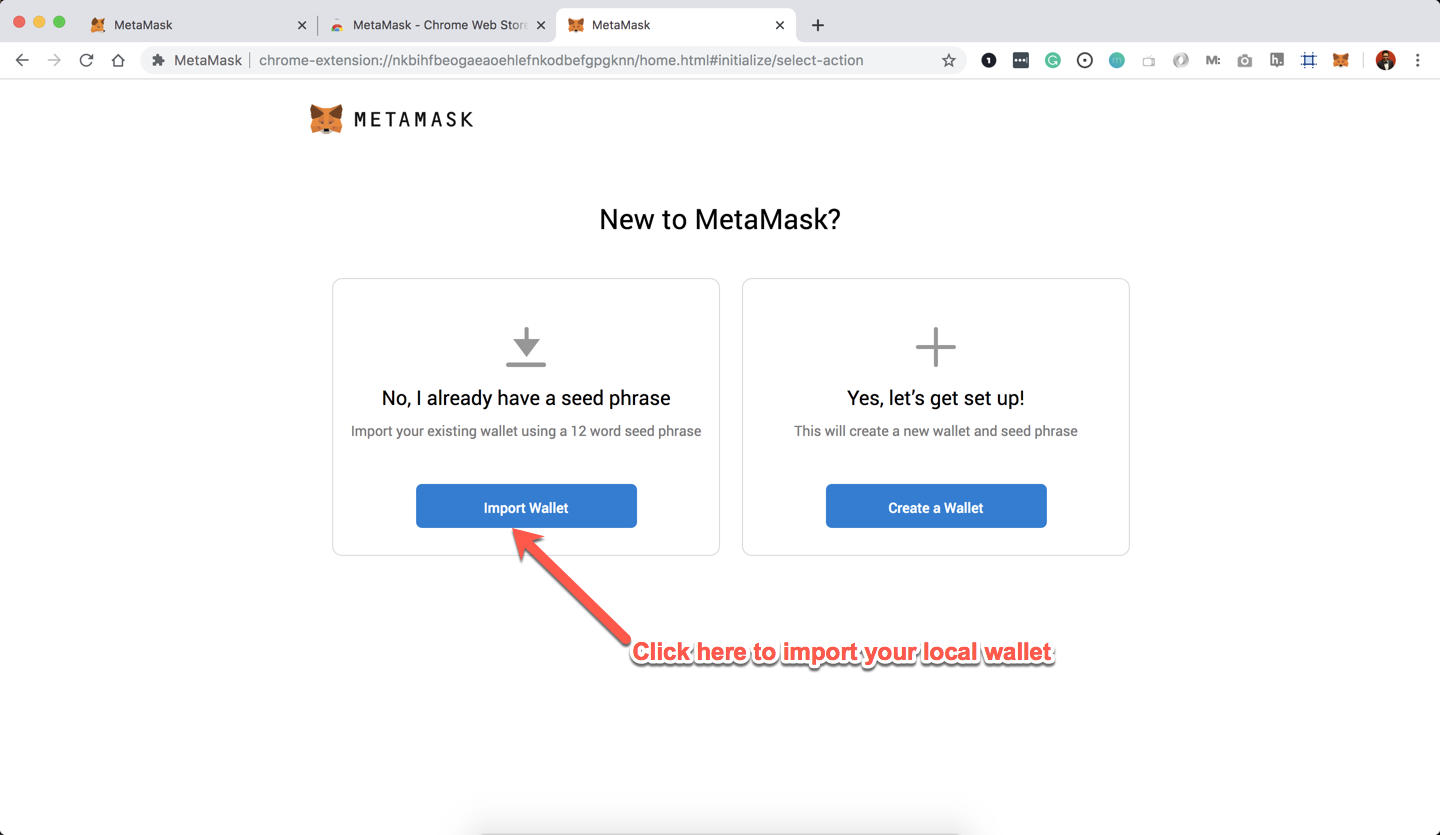 MetaMask
MetaMask - Chrome Web Store
MetaMask
MetaMask
chrome-extension://nkbihfbeogaeaoehlefnkodbefgpgknn/home.html#initialize/select-action
1
M:
h.
METAMASK
New to MetaMask?
No, I already have a seed phrase
Import your existing wallet using a 12 word seed phrase
Import Wallet
Yes, let’s get set up!
This will create a new wallet and seed phrase
Create a Wallet
Click here to import your local wallet